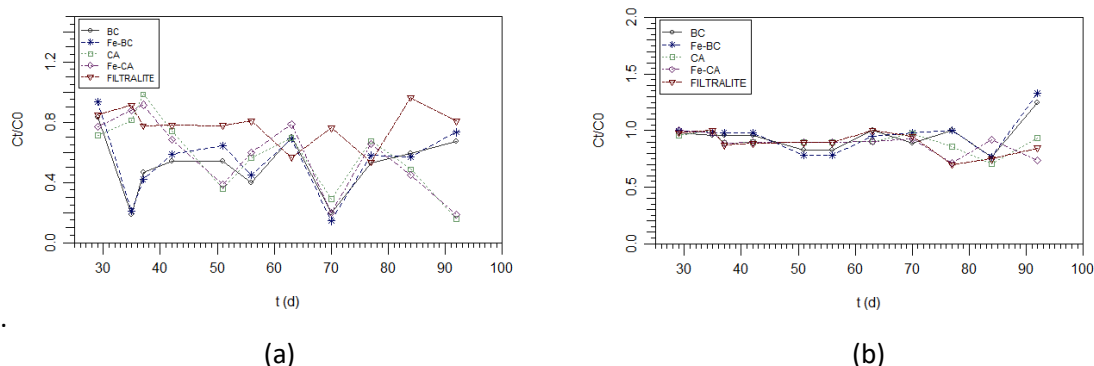 BC
Fe-BC
CA
Fe-CA
FILTRALITE
Ct/C0
0.0 0.4 0.8 1.2
30 40 50 60 70 80 90 100
t (d)
(a)
BC
Fe-BC
CA
Fe-CA
FILTRALITE
Ct/C0
0.0 0.5 1.0 1.5 2.0
30 40 50 60 70 80 90 100
t (d)
(b)
.